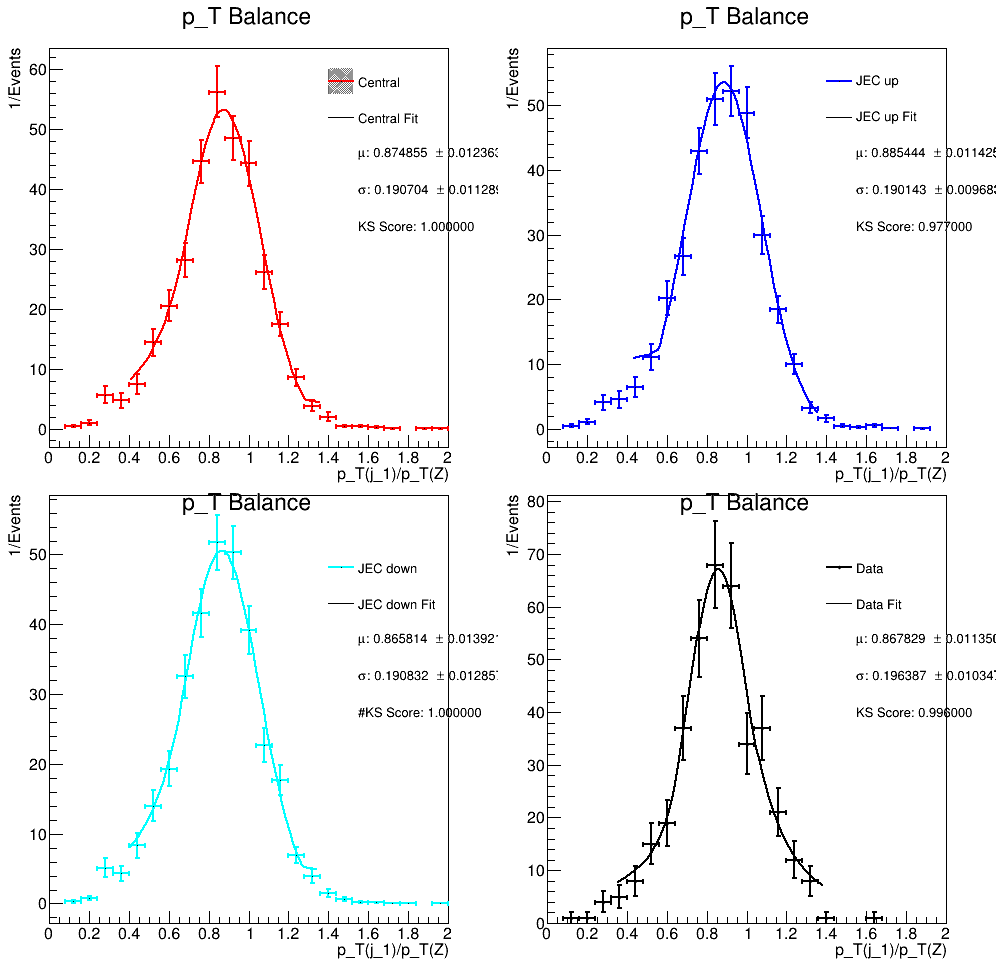 p_T Balance
1/Events
60
50
40
30
20
10
0
0 0.2 0.4 0.6 0.8 1 1.2 1.4 1.6 1.8 2
p_T(j_1)/p_T(Z)
Central
Central Fit
μ: 0.874855 ± 0.012363
σ: 0.190704 ± 0.011289
KS Score: 1.000000
p_T Balance
1/Events
50
40
30
20
10
0
0 0.2 0.4 0.6 0.8 1 1.2 1.4 1.6 1.8 2
p_T(j_1)/p_T(Z)
JEC up
JEC up Fit
μ: 0.885444 ± 0.011425
σ: 0.190143 ± 0.009683
KS Score: 0.977000
p_T Balance
1/Events
50
40
30
20
10
0
0 0.2 0.4 0.6 0.8 1 1.2 1.4 1.6 1.8 2
p_T(j_1)/p_T(Z)
JEC down
JEC down Fit
μ: 0.865814 ± 0.013921
σ: 0.190832 ± 0.012857
#KS Score: 1.000000
p_T Balance
1/Events
80
70
60
50
40
30
20
10
0
0 0.2 0.4 0.6 0.8 1 1.2 1.4 1.6 1.8 2
p_T(j_1)/p_T(Z)
Data
Data Fit
μ: 0.867829 ± 0.011350
σ: 0.196387 ± 0.010347
KS Score: 0.996000